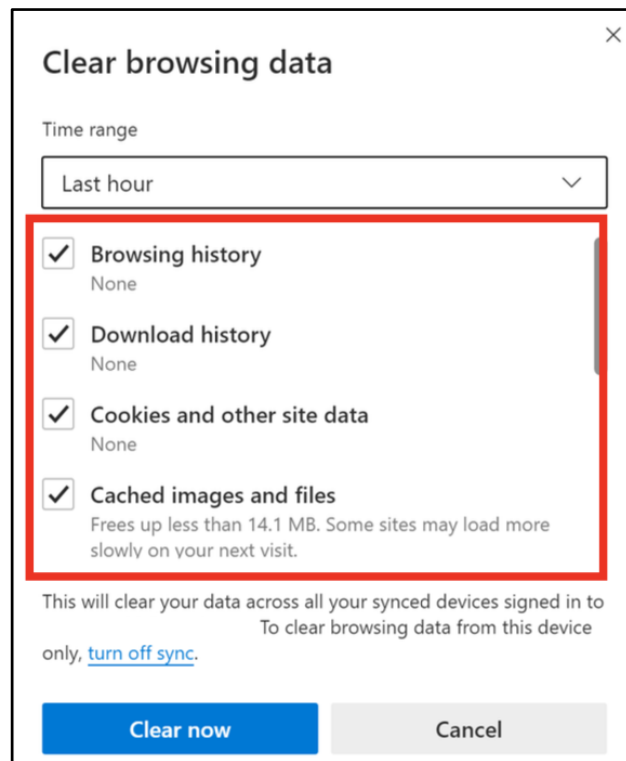 Clear browsing data
Time range
Last hour
Browsing history
None
Download history
None
Cookies and other site data
None
Cached images and files
Frees up less than 14.1 MB. Some sites may load more
slowly on your next visit.
This will clear your data across all your synced devices signed in to
To clear browsing data from this device
only, turn off sync.
Clear now
Cancel